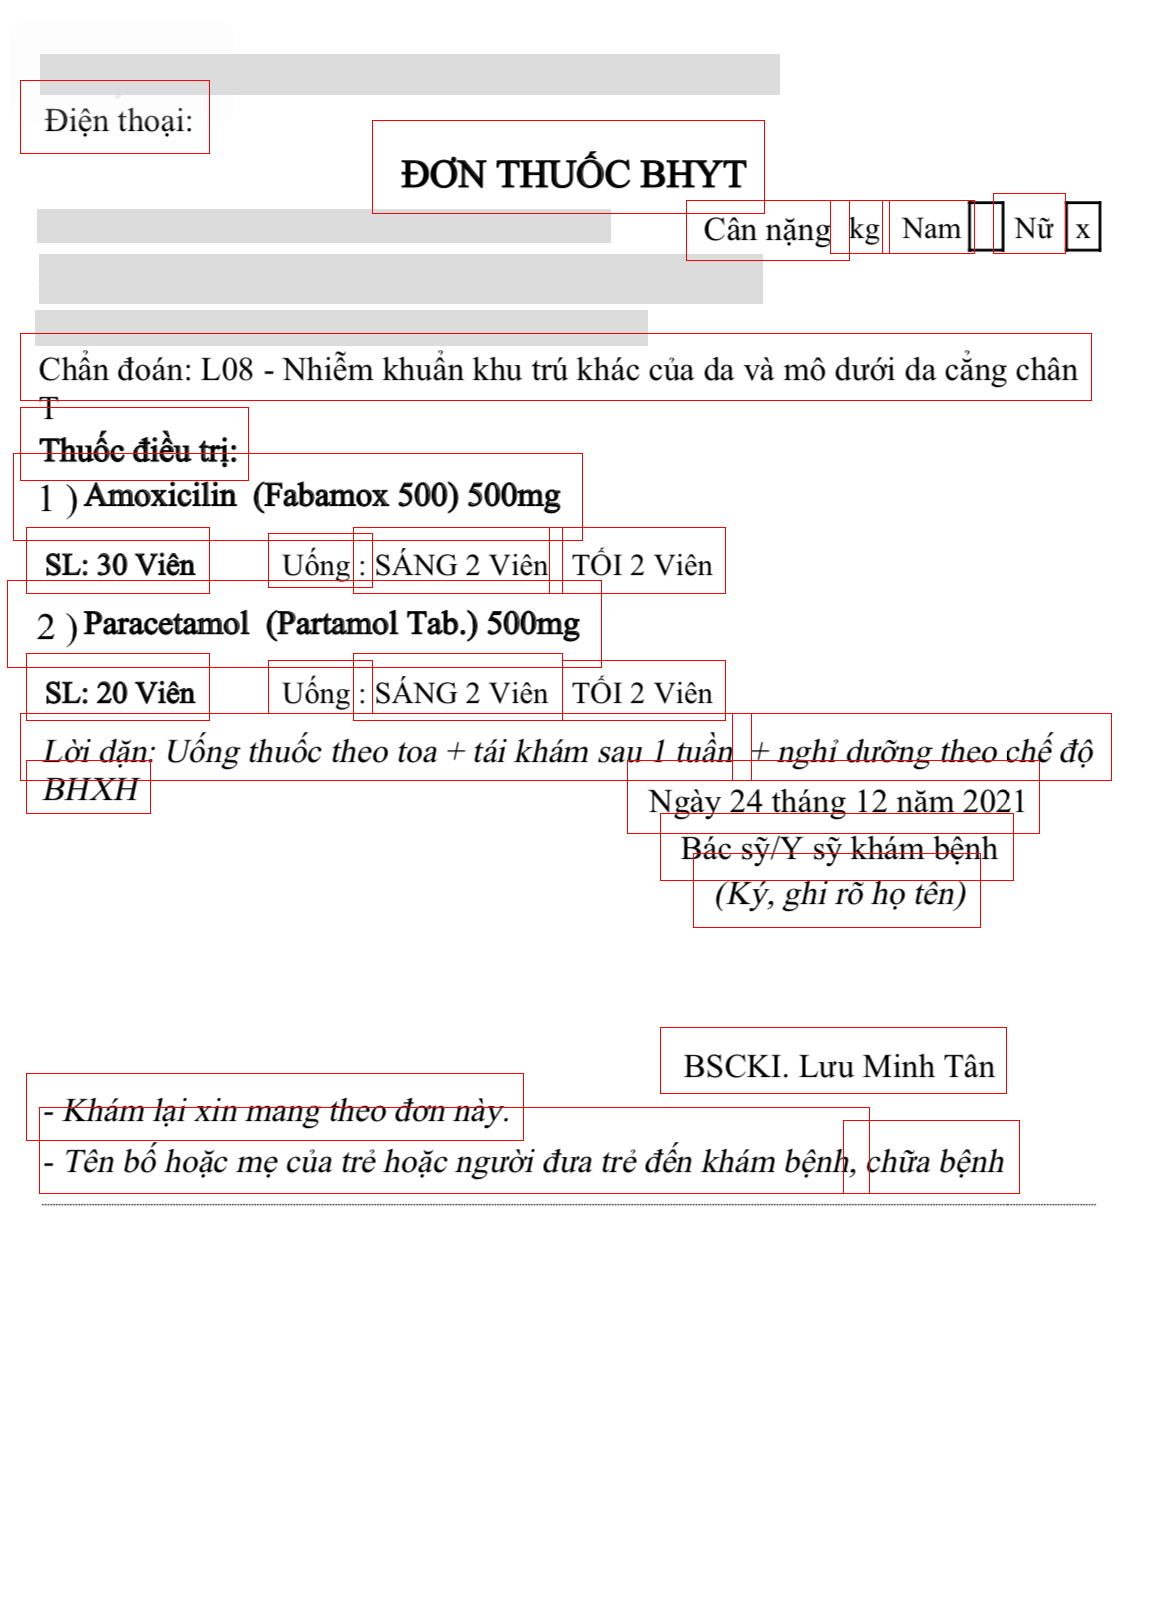 Điện thoại:
ĐƠN THUỐC BHYT
Cân nặng kg Nam Nữ x
Chẩn đoán: L08 - Nhiễm khuẩn khu trú khác của da và mô dưới da cẳng chân
T
Thuốc điều trị:
1 ) Amoxicilin (Fabamox 500) 500mg
SL: 30 Viên Uống : SÁNG 2 Viên TỐI 2 Viên
2 ) Paracetamol (Partamol Tab.) 500mg
SL: 20 Viên Uống : SÁNG 2 Viên TỐI 2 Viên
Lời dặn: Uống thuốc theo toa + tái khám sau 1 tuần + nghỉ dưỡng theo chế độ
BHXH
Ngày 24 tháng 12 năm 2021
Bác sỹ/Y sỹ khám bệnh
(Ký, ghi rõ họ tên)
BSCKI. Lưu Minh Tân
- Khám lại xin mang theo đơn này.
- Tên bố hoặc mẹ của trẻ hoặc người đưa trẻ đến khám bệnh, chữa bệnh